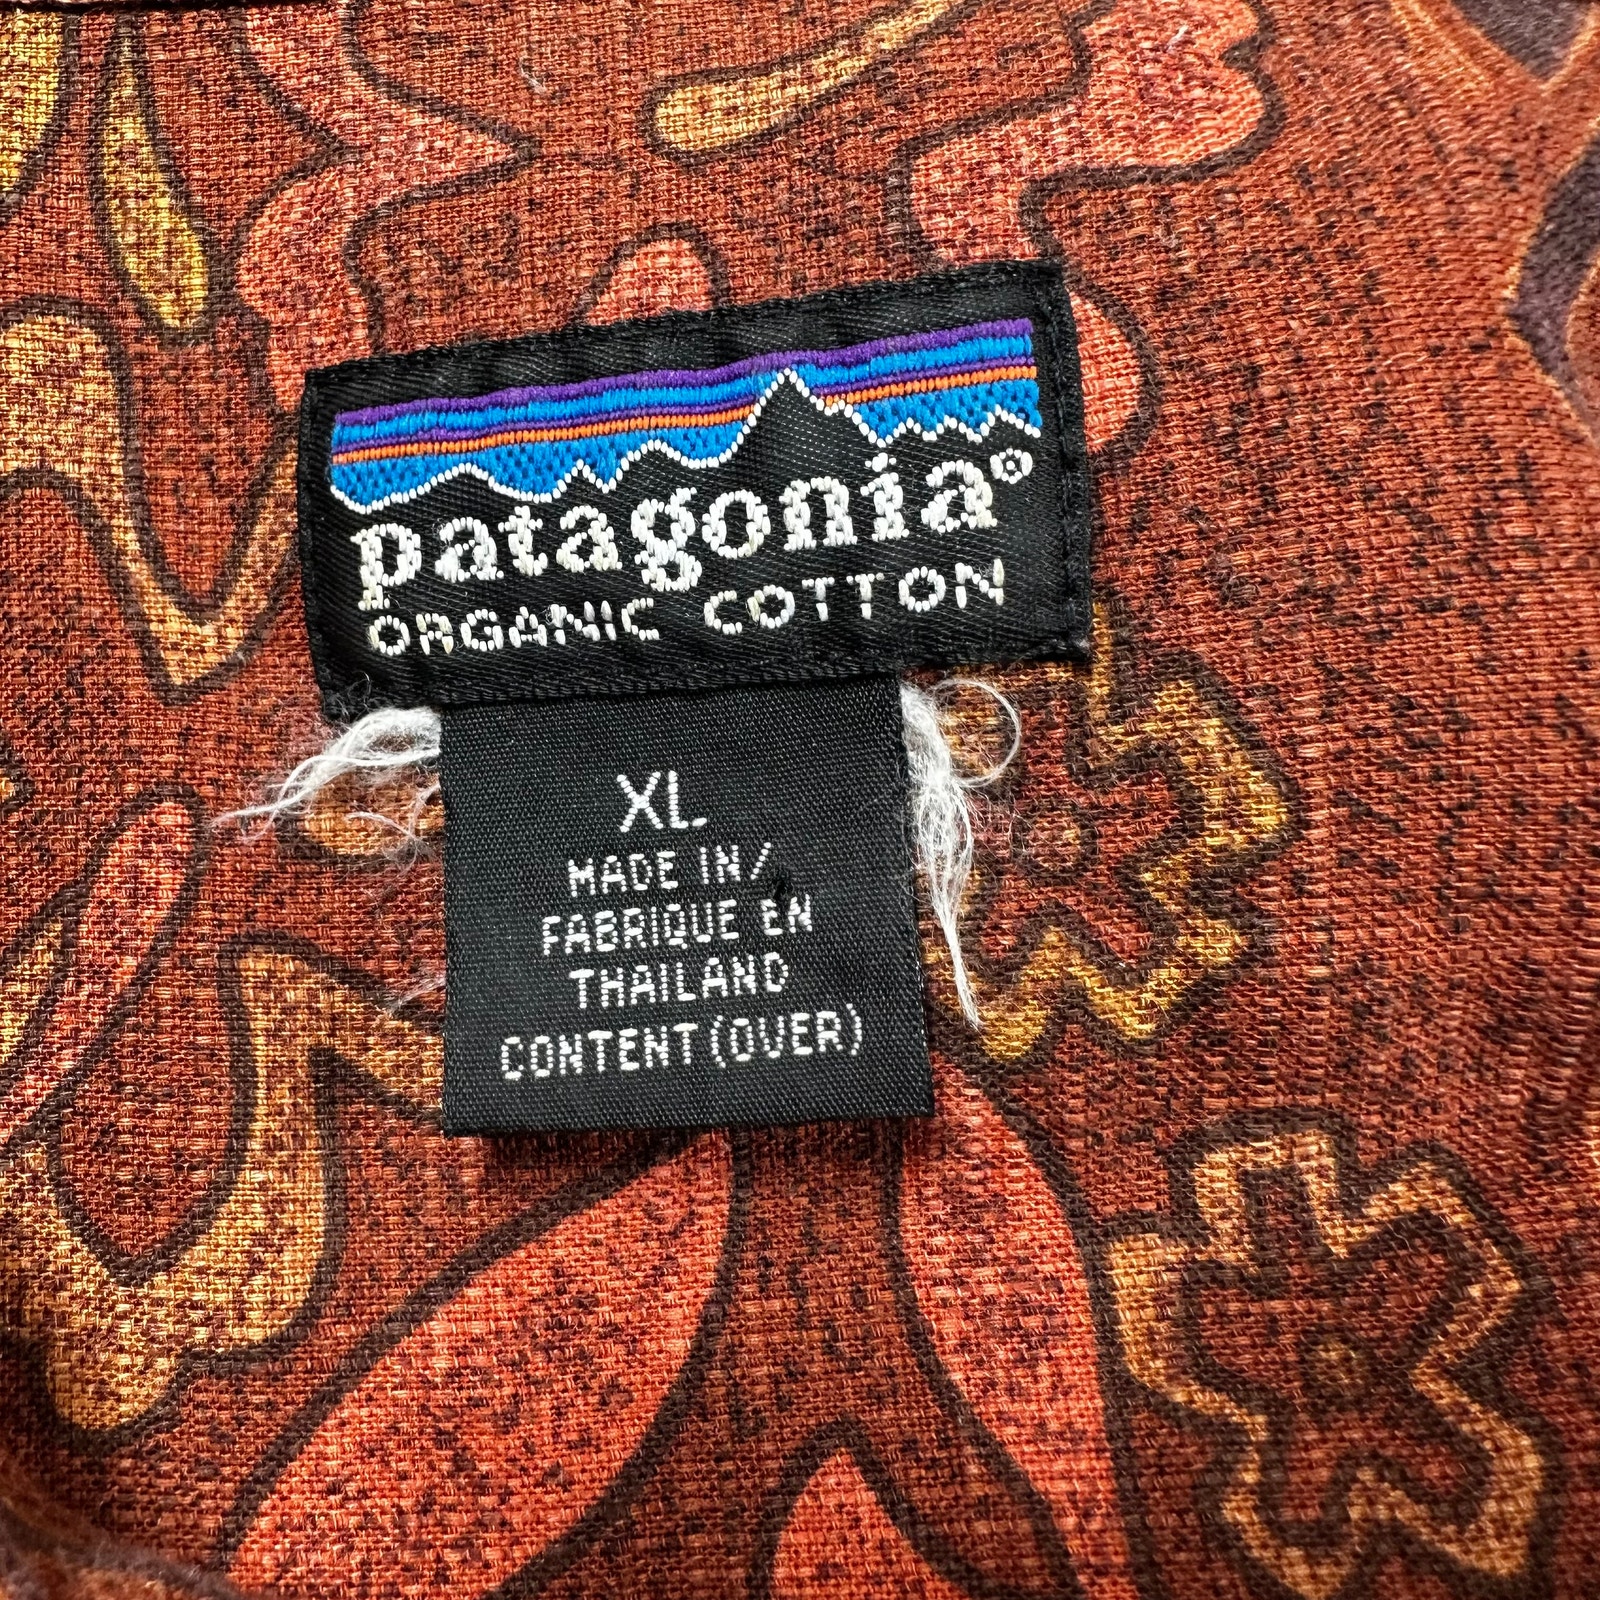 patagonia®
ORGANIC COTTON
XL
MADE IN/
FABRIQUE EN
THAILAND
CONTENT (OVER)